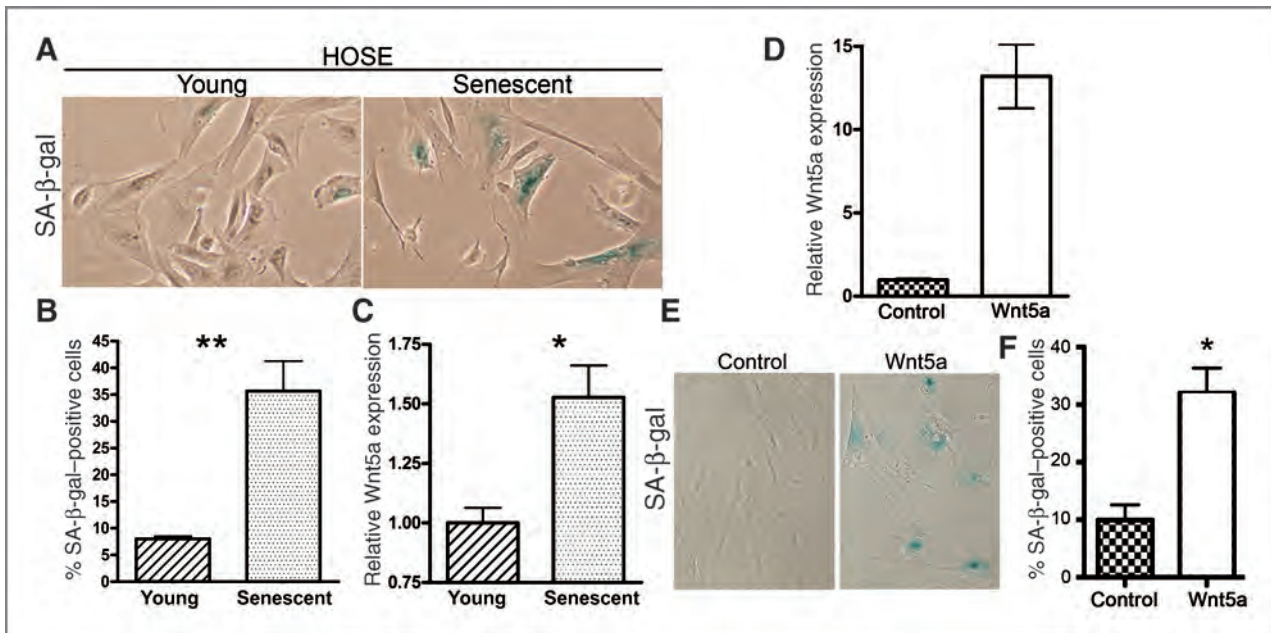 A
HOSE
Young Senescent
SA-β-gal
B
% SA-β-gal–positive cells
45
40
35
30
25
20
15
10
5
0
**
Young Senescent
C
Relative Wnt5a expression
1.75
1.50
1.25
1.00
0.75
*
Young Senescent
D
Relative Wnt5a expression
15
10
5
0
Control Wnt5a
E
Control Wnt5a
SA-β-gal
F
% SA-β-gal–positive cells
40
30
20
10
0
*
Control Wnt5a